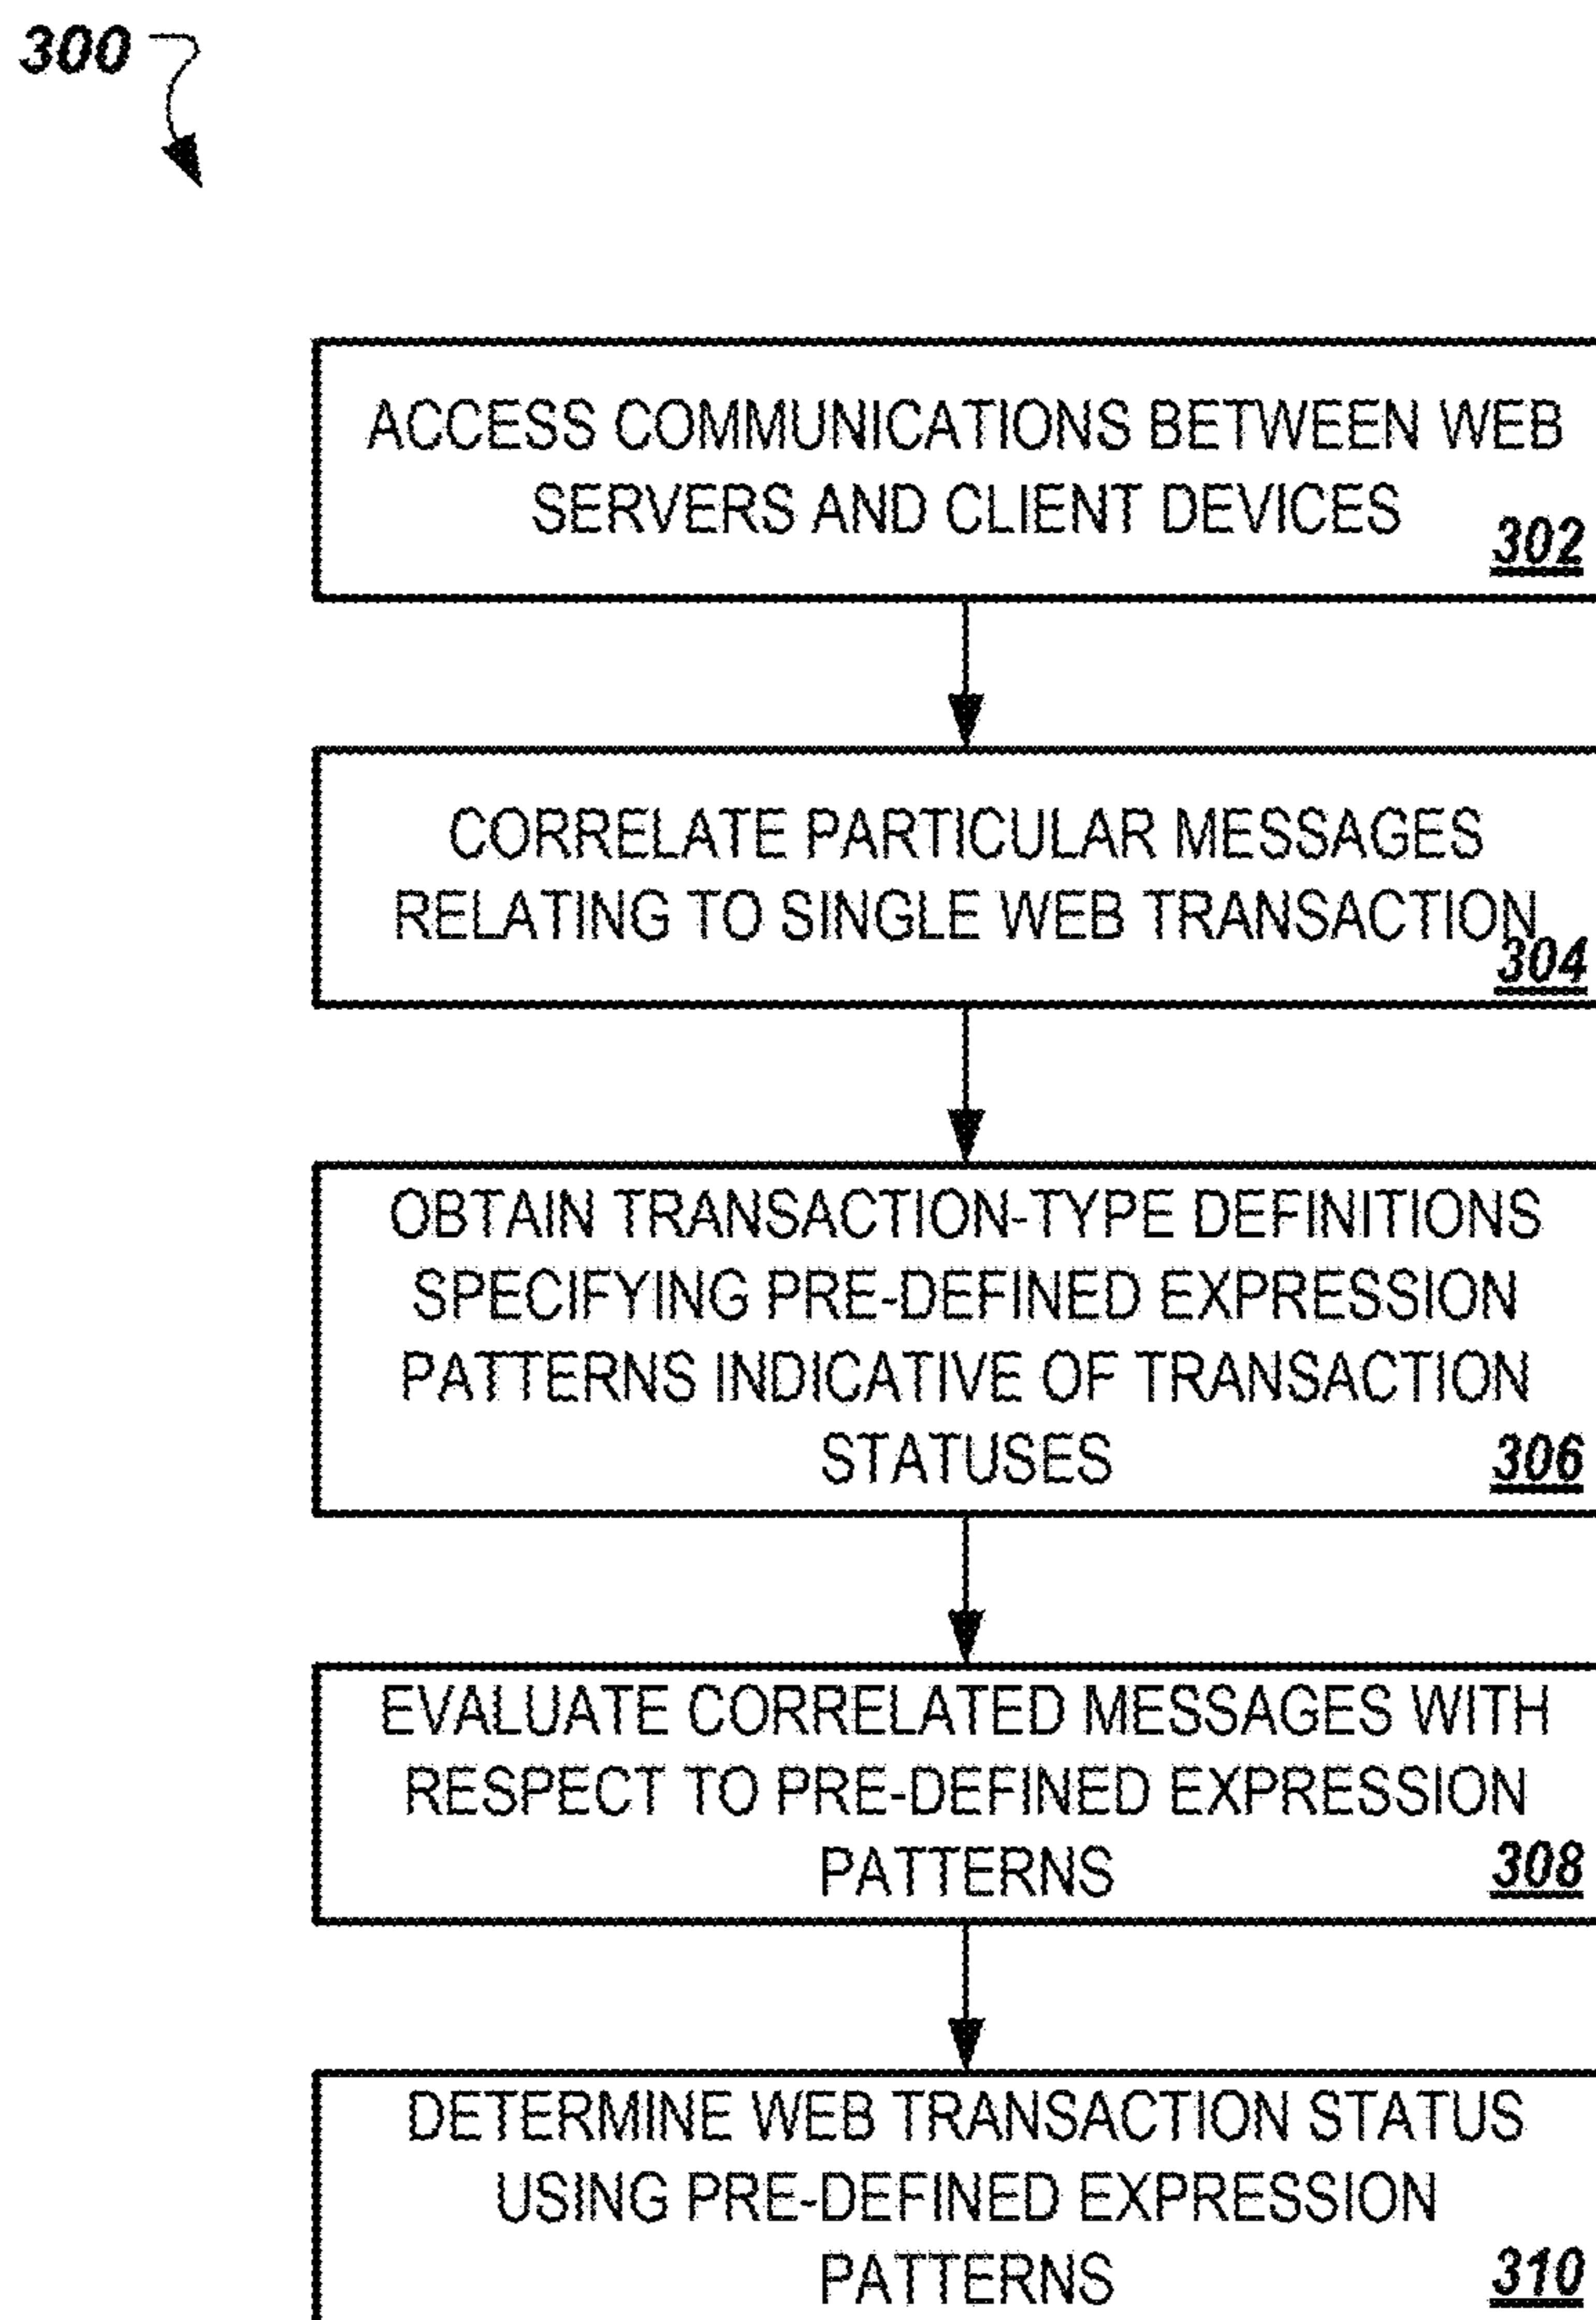 300
ACCESS COMMUNICATIONS BETWEEN WEB
SERVERS AND CLIENT DEVICES
302
CORRELATE PARTICULAR MESSAGES
RELATING TO SINGLE WEB TRANSACTION
304
OBTAIN TRANSACTION-TYPE DEFINITIONS
SPECIFYING PRE-DEFINED EXPRESSION
PATTERNS INDICATIVE OF TRANSACTION
STATUSES
306
EVALUATE CORRELATED MESSAGES WITH
RESPECT TO PRE-DEFINED EXPRESSION
PATTERNS
308
DETERMINE WEB TRANSACTION STATUS
USING PRE-DEFINED EXPRESSION
PATTERNS
310